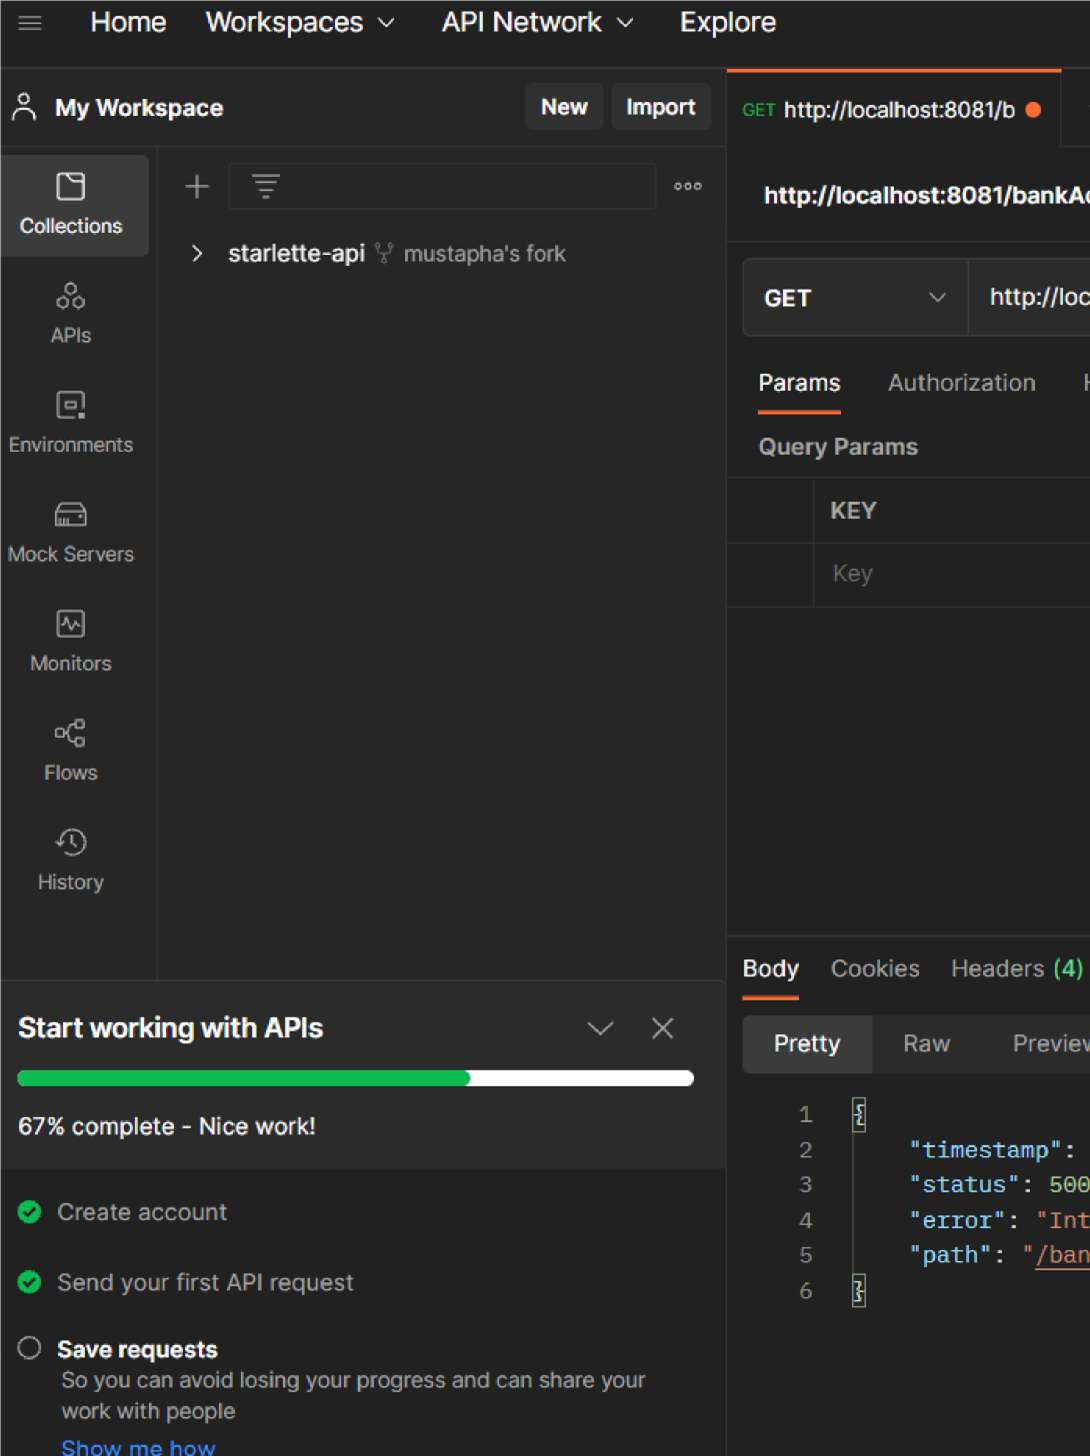 Home Workspaces API Network Explore
My Workspace New Import
GET http://localhost:8081/b
http://localhost:8081/bankAc
Collections
starlette-api mustapha's fork
APIs
Environments
Mock Servers
Monitors
Flows
History
GET http://loc
Params Authorization
Query Params
KEY
Key
Body Cookies Headers (4)
Pretty Raw Preview
1 {
2 "timestamp":
3 "status": 500
4 "error": "Int
5 "path": "/ban
6 }
Start working with APIs
67% complete - Nice work!
Create account
Send your first API request
Save requests
So you can avoid losing your progress and can share your
work with people
Show me how